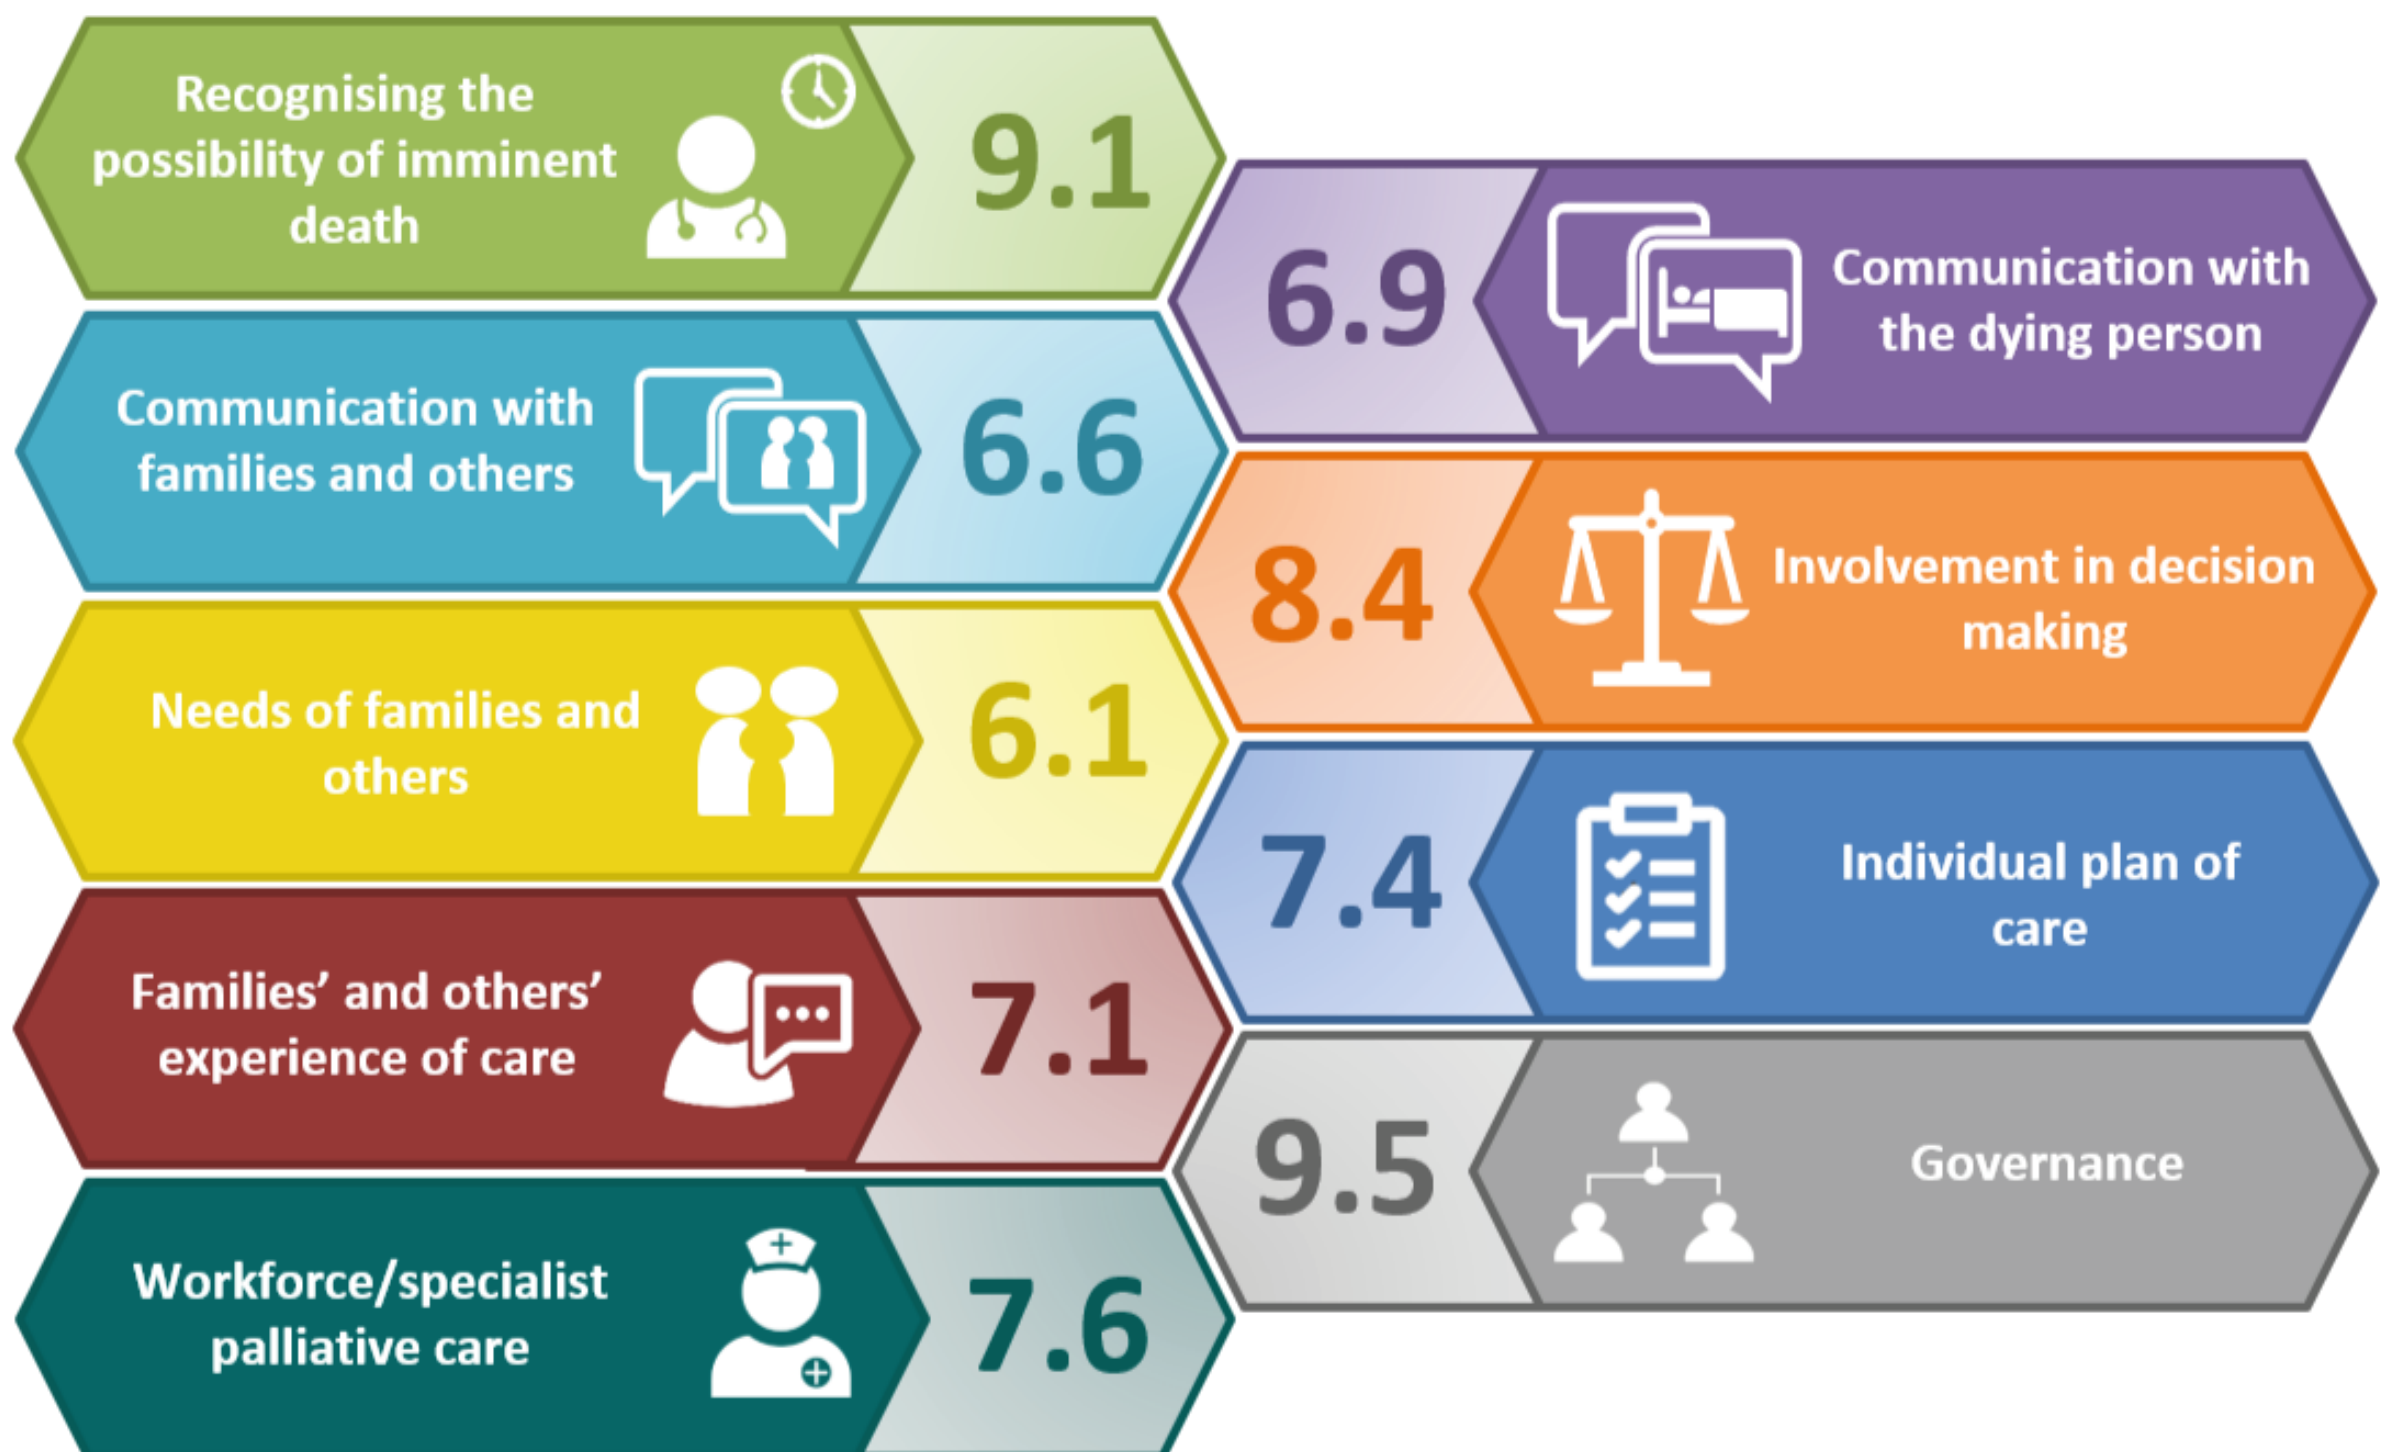 Recognising the
possibility of imminent
death
9.1
6.9
Communication with
the dying person
Communication with
families and others
6.6
8.4
Involvement in decision
making
Needs of families and
others
6.1
7.4
Individual plan of
care
Families’ and others’
experience of care
7.1
9.5
Governance
Workforce/specialist
palliative care
7.6